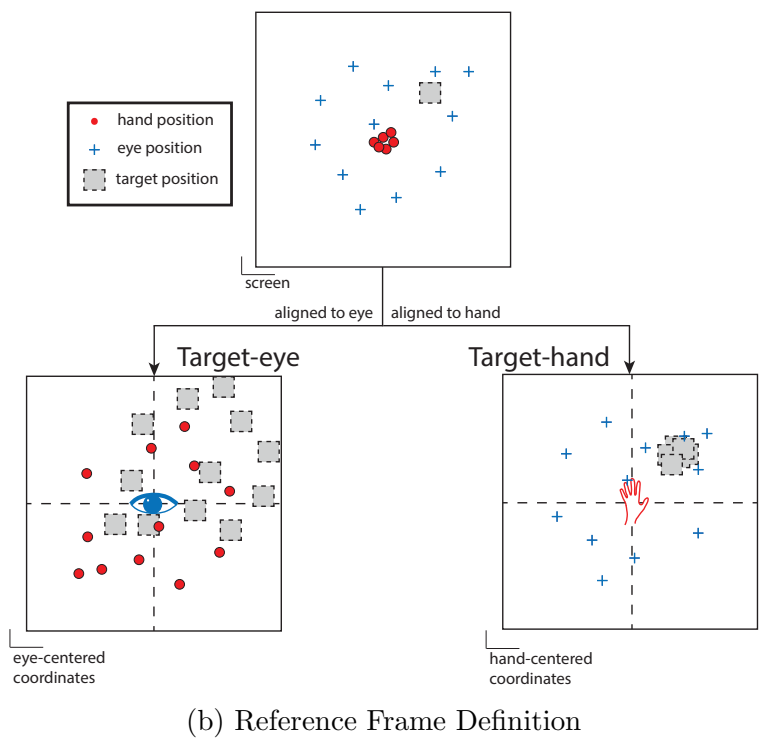 hand position
eye position
target position
screen
aligned to eye
aligned to hand
Target-eye
Target-hand
eye-centered
coordinates
hand-centered
coordinates
(b) Reference Frame Definition